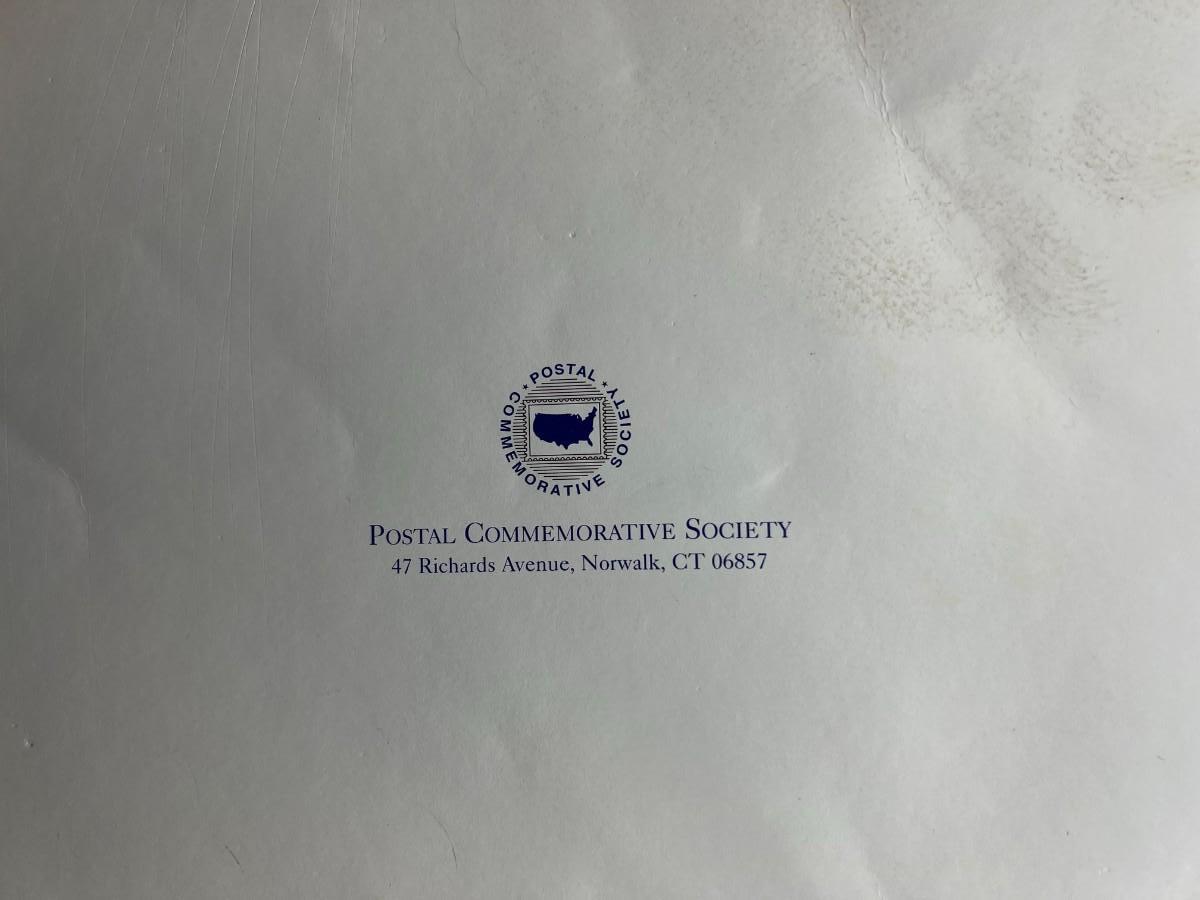 POSTAL
COMMEMORATIVE SOCIETY
POSTAL COMMEMORATIVE SOCIETY
47 Richards Avenue, Norwalk, CT 06857